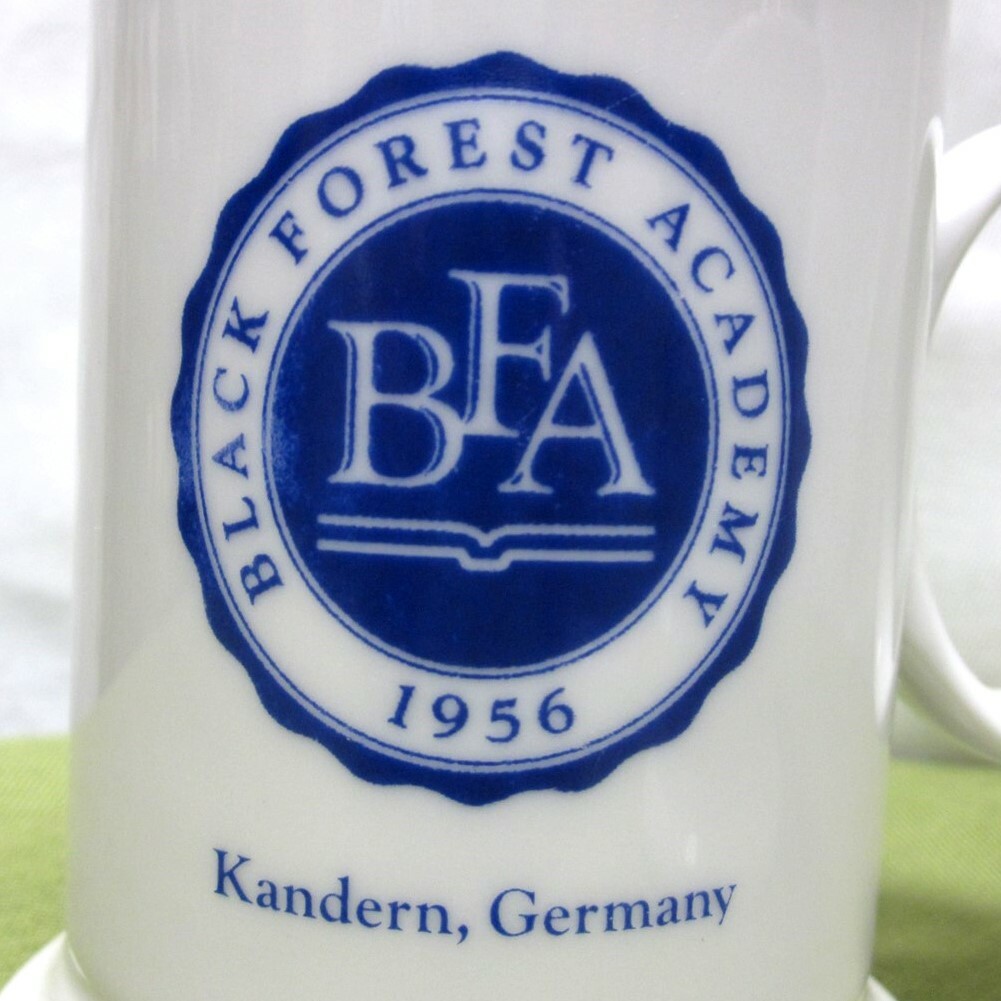 BLACK FOREST ACADEMY
BFA
1956
Kandern, Germany